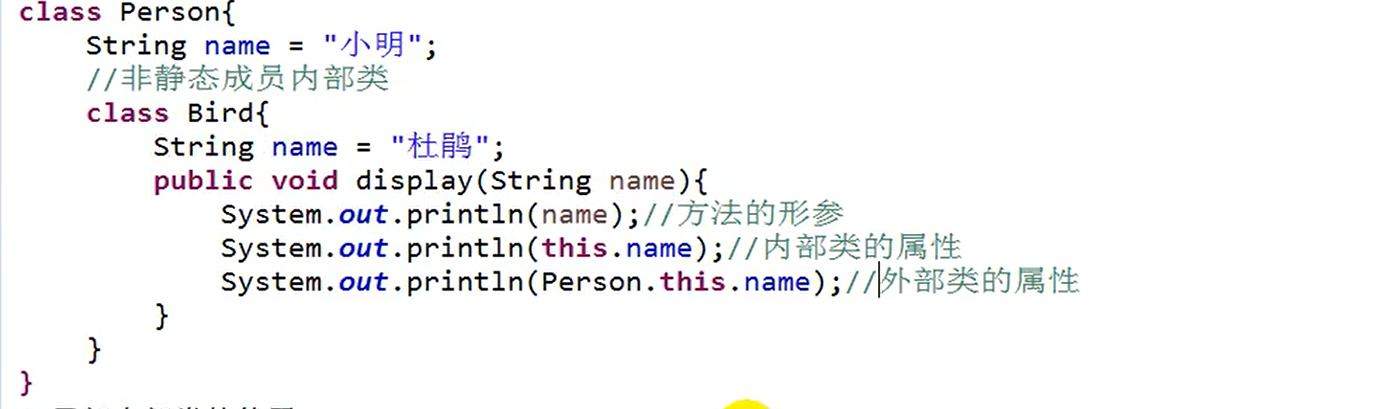 class Person{
    String name = "小明";
    //非静态成员内部类
    class Bird{
        String name = "杜鹃";
        public void display(String name){
            System.out.println(name);//方法的形参
            System.out.println(this.name);//内部类的属性
            System.out.println(Person.this.name);//外部类的属性
        }
    }
}